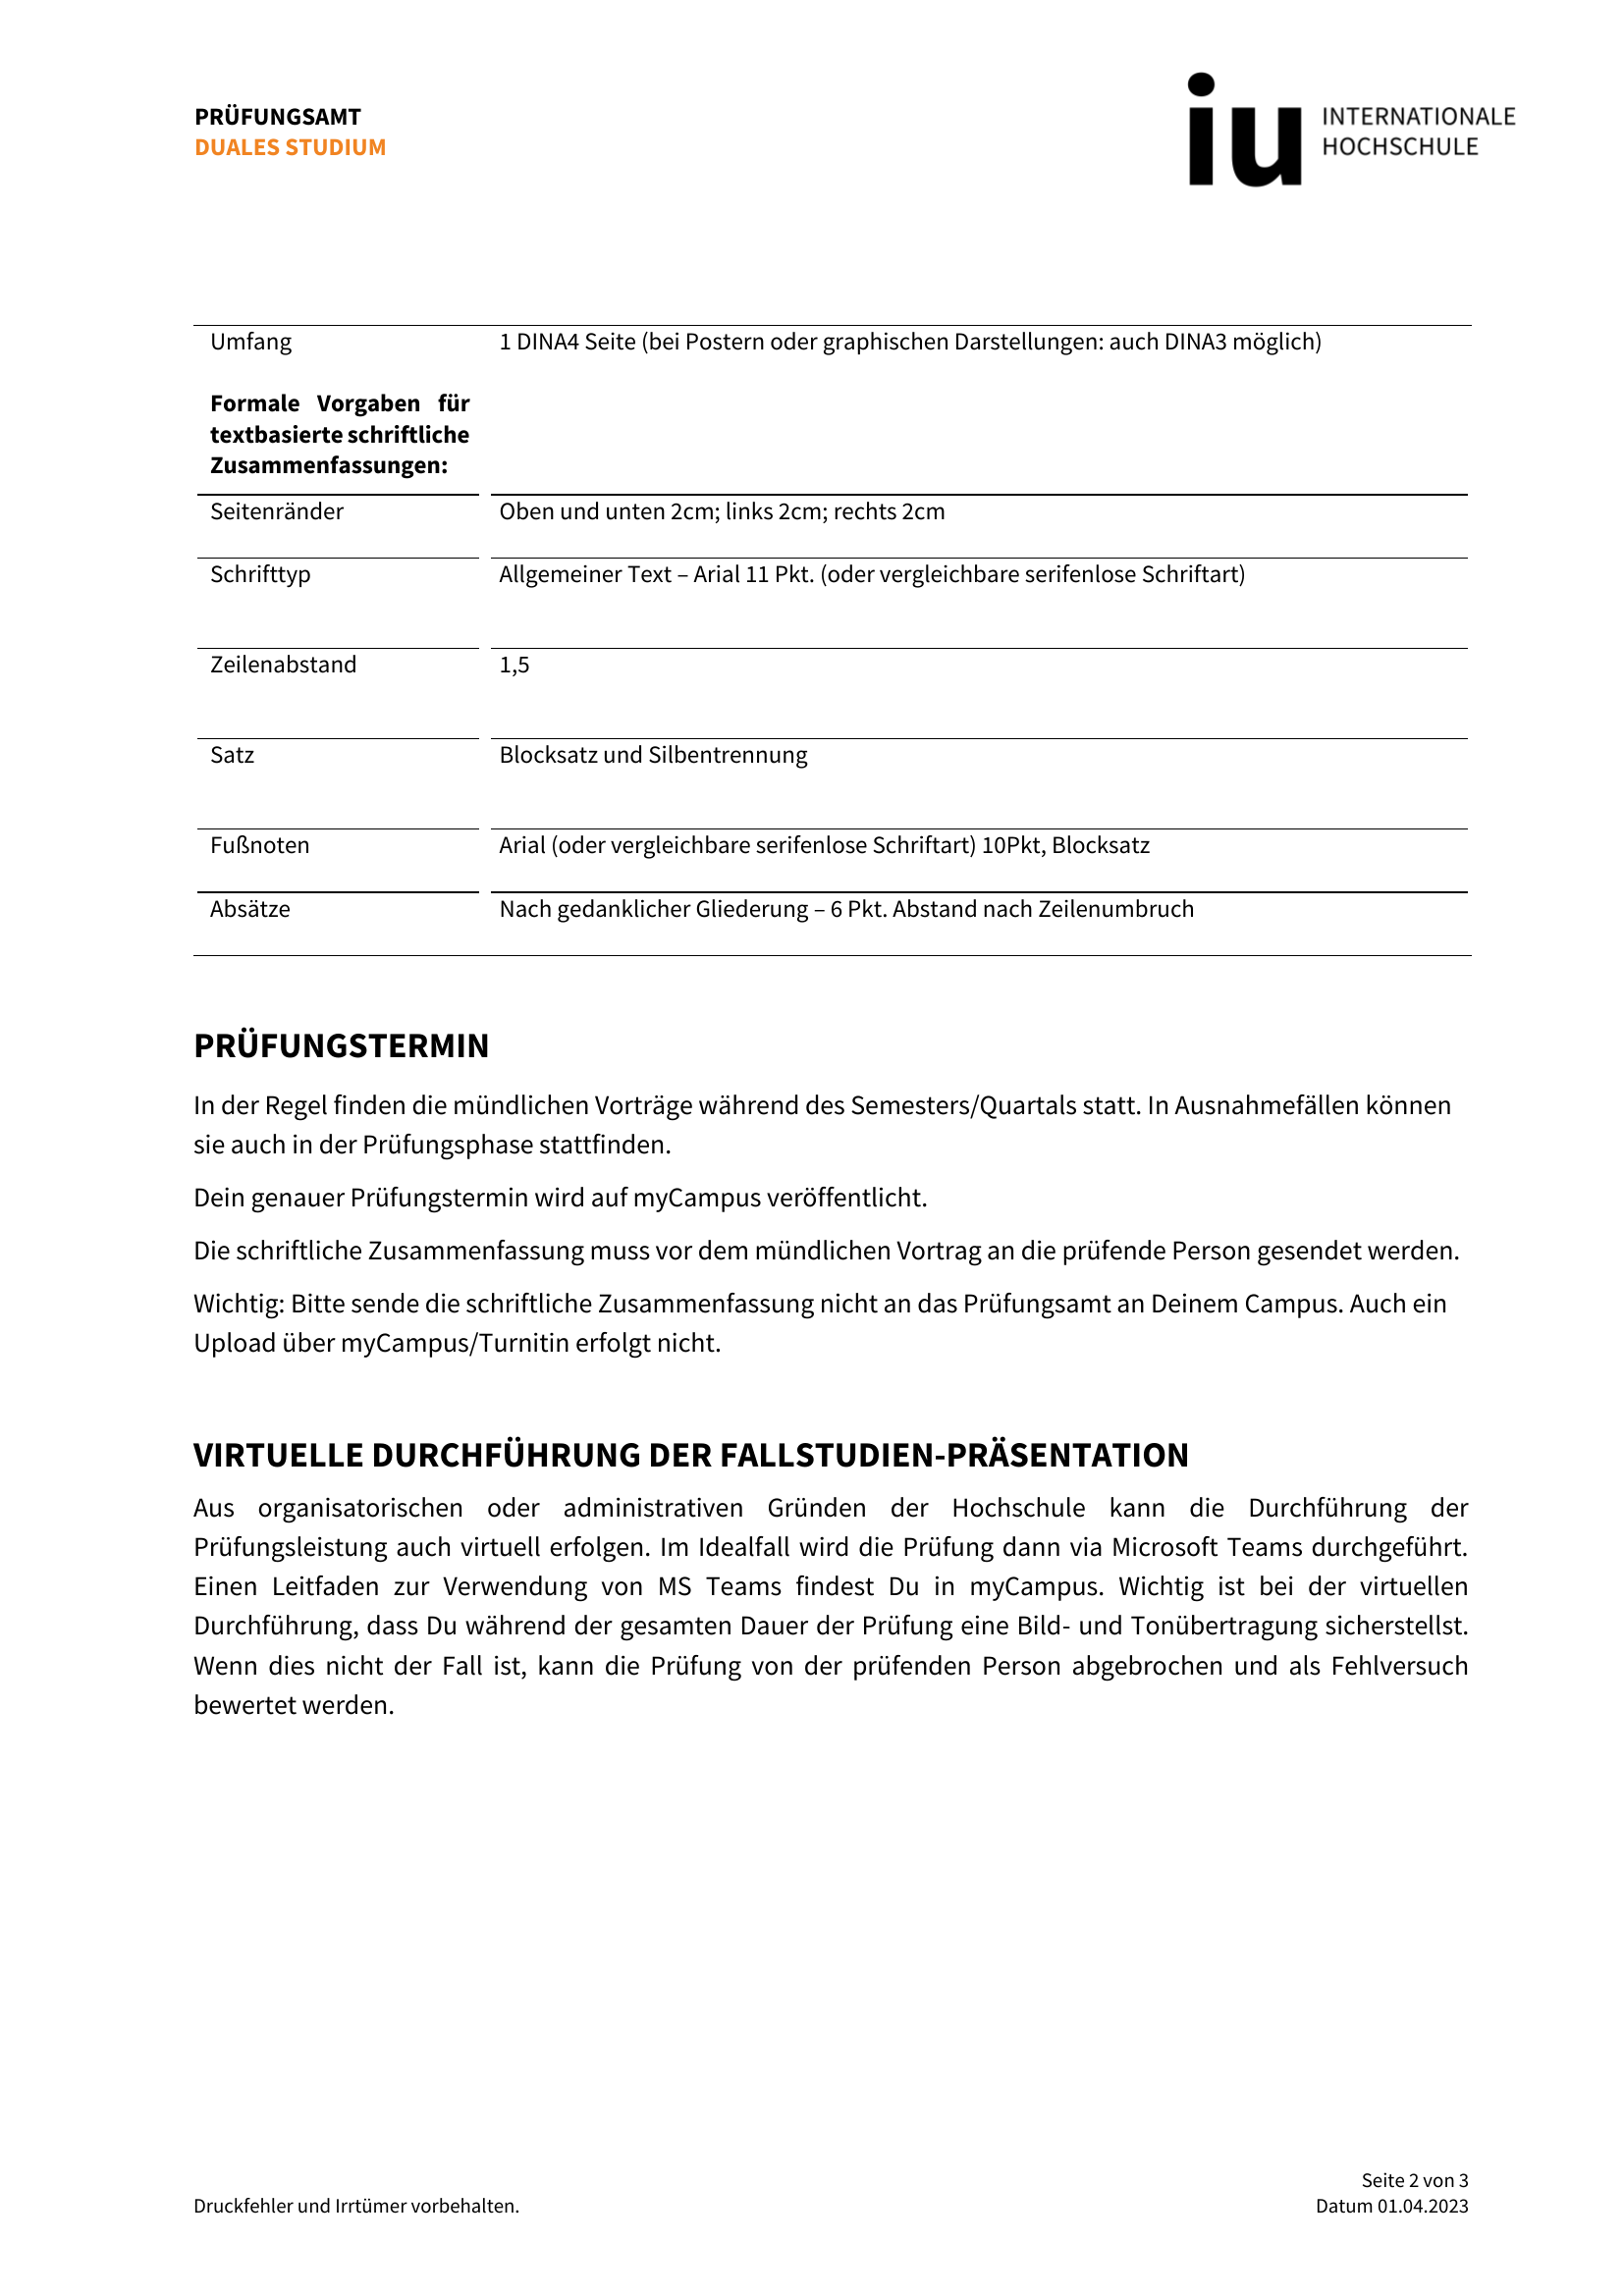 PRÜFUNGSAMT
DUALES STUDIUM
iu INTERNATIONALE
HOCHSCHULE
Umfang 1 DINA4 Seite (bei Postern oder graphischen Darstellungen: auch DINA3 möglich)
Formale Vorgaben für
textbasierte schriftliche
Zusammenfassungen:
Seitenränder Oben und unten 2cm; links 2cm; rechts 2cm
Schrifttyp Allgemeiner Text – Arial 11 Pkt. (oder vergleichbare serifenlose Schriftart)
Zeilenabstand 1,5
Satz Blocksatz und Silbentrennung
Fußnoten Arial (oder vergleichbare serifenlose Schriftart) 10Pkt, Blocksatz
Absätze Nach gedanklicher Gliederung – 6 Pkt. Abstand nach Zeilenumbruch
PRÜFUNGSTERMIN
In der Regel finden die mündlichen Vorträge während des Semesters/Quartals statt. In Ausnahmefällen können
sie auch in der Prüfungsphase stattfinden.
Dein genauer Prüfungstermin wird auf myCampus veröffentlicht.
Die schriftliche Zusammenfassung muss vor dem mündlichen Vortrag an die prüfende Person gesendet werden.
Wichtig: Bitte sende die schriftliche Zusammenfassung nicht an das Prüfungsamt an Deinem Campus. Auch ein
Upload über myCampus/Turnitin erfolgt nicht.
VIRTUELLE DURCHFÜHRUNG DER FALLSTUDIEN-PRÄSENTATION
Aus organisatorischen oder administrativen Gründen der Hochschule kann die Durchführung der
Prüfungsleistung auch virtuell erfolgen. Im Idealfall wird die Prüfung dann via Microsoft Teams durchgeführt.
Einen Leitfaden zur Verwendung von MS Teams findest Du in myCampus. Wichtig ist bei der virtuellen
Durchführung, dass Du während der gesamten Dauer der Prüfung eine Bild- und Tonübertragung sicherstellst.
Wenn dies nicht der Fall ist, kann die Prüfung von der prüfenden Person abgebrochen und als Fehlversuch
bewertet werden.
Seite 2 von 3
Druckfehler und Irrtümer vorbehalten. Datum 01.04.2023